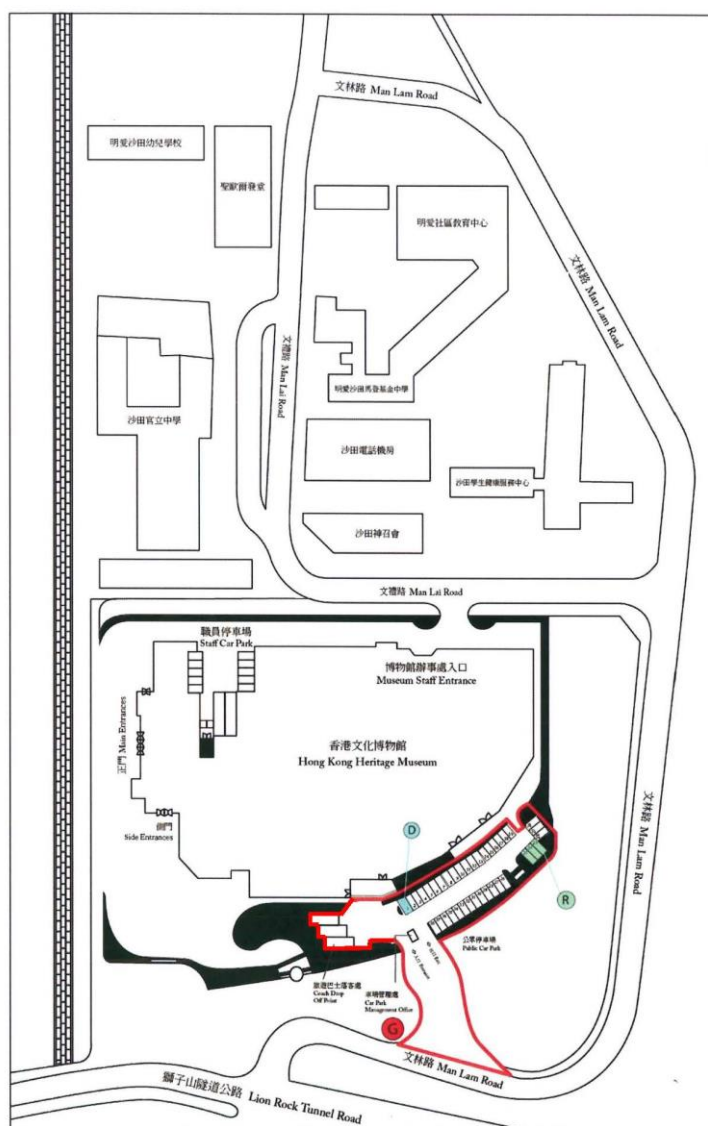 文林路 Man Lam Road
明愛沙田幼兒學校
聖歐爾發堂
明愛社區教育中心
文林路 Man Lam Road
文禮路 Man Lai Road
明愛沙田馬登基金中學
沙田官立中學
沙田電話機房
沙田學生健康服務中心
沙田神召會
文禮路 Man Lai Road
職員停車場
Staff Car Park
博物館辦事處入口
Museum Staff Entrance
正門 Main Entrances
香港文化博物館
Hong Kong Heritage Museum
側門
Side Entrances
文林路 Man Lam Road
D
R
公眾停車場
Public Car Park
入口 Entrance
旅遊巴士落客處
Coach Drop
Off Point
車場管理處
Car Park
Management Office
G
文林路 Man Lam Road
獅子山隧道公路 Lion Rock Tunnel Road